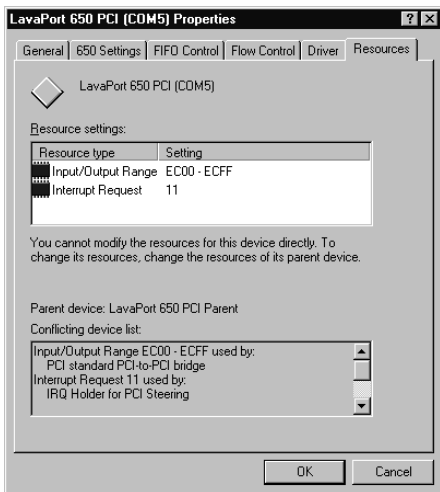 LavaPort 650 PCI (COM5) Properties
General 650 Settings FIFO Control Flow Control Driver Resources
LavaPort 650 PCI (COM5)
Resource settings:
Resource type Setting
Input/Output Range EC00 - ECFF
Interrupt Request 11
You cannot modify the resources for this device directly. To
change its resources, change the resources of its parent device.
Parent device: LavaPort 650 PCI Parent
Conflicting device list:
Input/Output Range EC00 - ECFF used by:
PCI standard PCI-to-PCI bridge
Interrupt Request 11 used by:
IRQ Holder for PCI Steering
OK Cancel